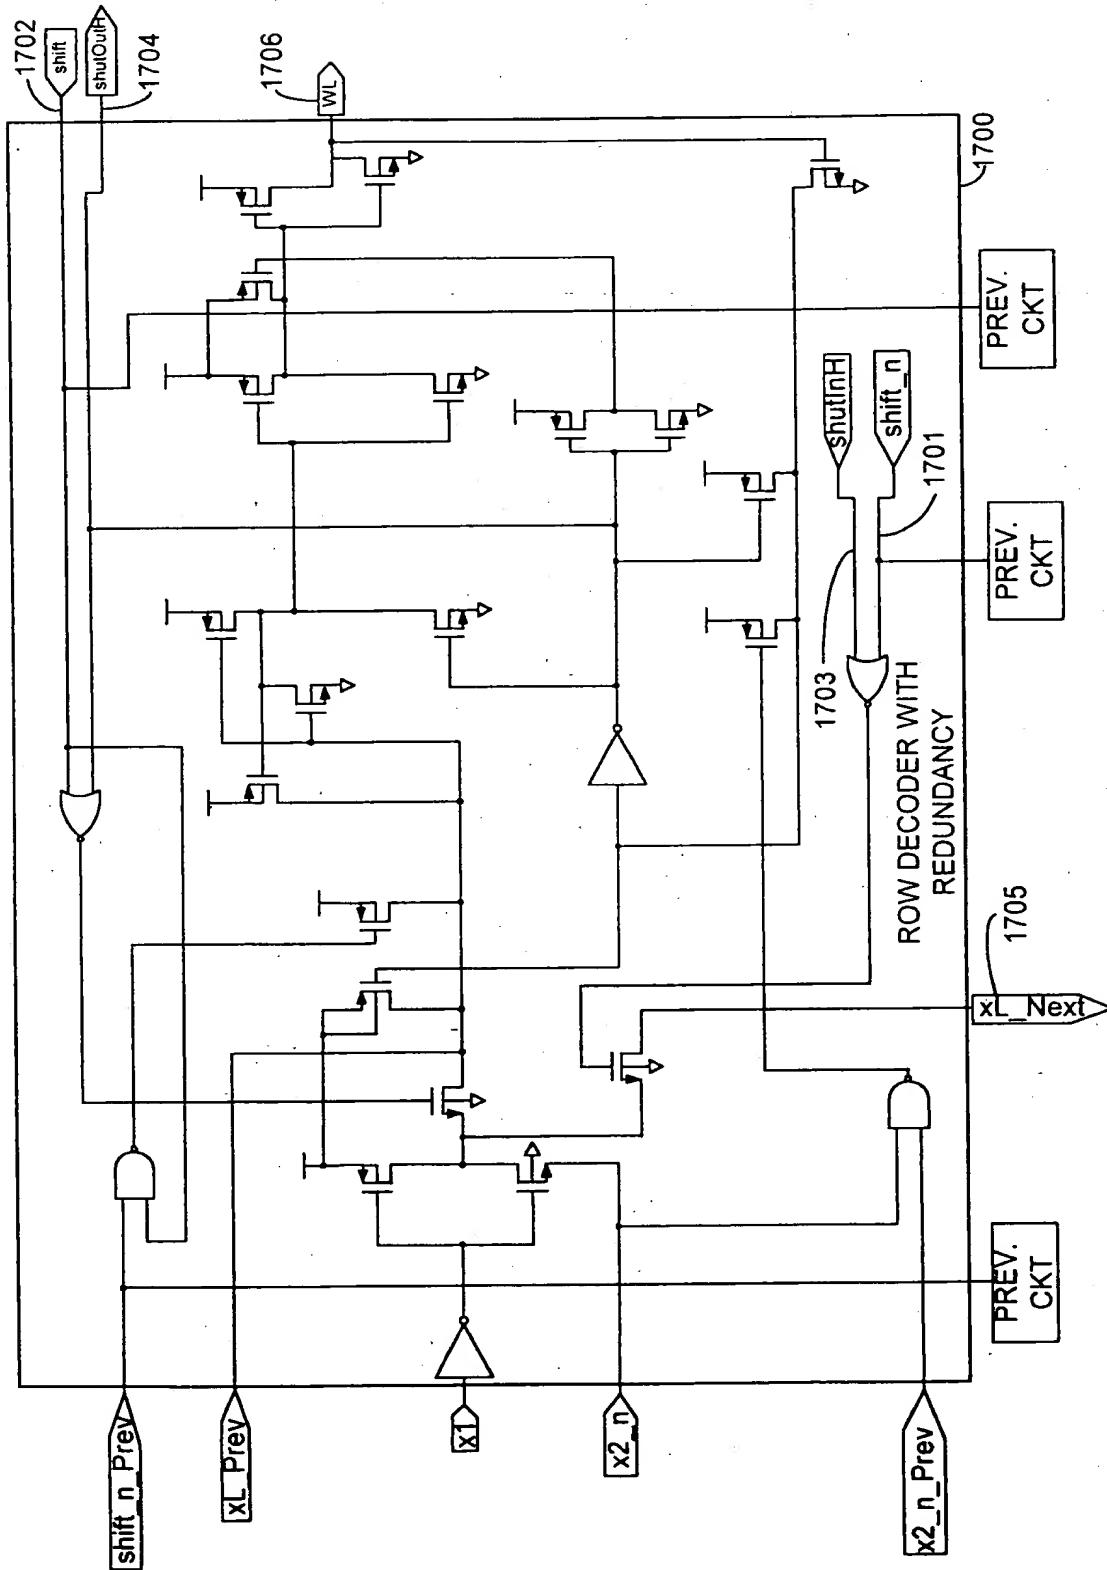 1702
shift
shutOutH
1704
1706
WL
1700
PREV.
CKT
shutInH
shift_n
1701
1703
PREV.
CKT
ROW DECODER WITH
REDUNDANCY
1705
xL_Next
PREV.
CKT
shift_n_Prev
xL_Prev
x1
x2_n
x2_n_Prev